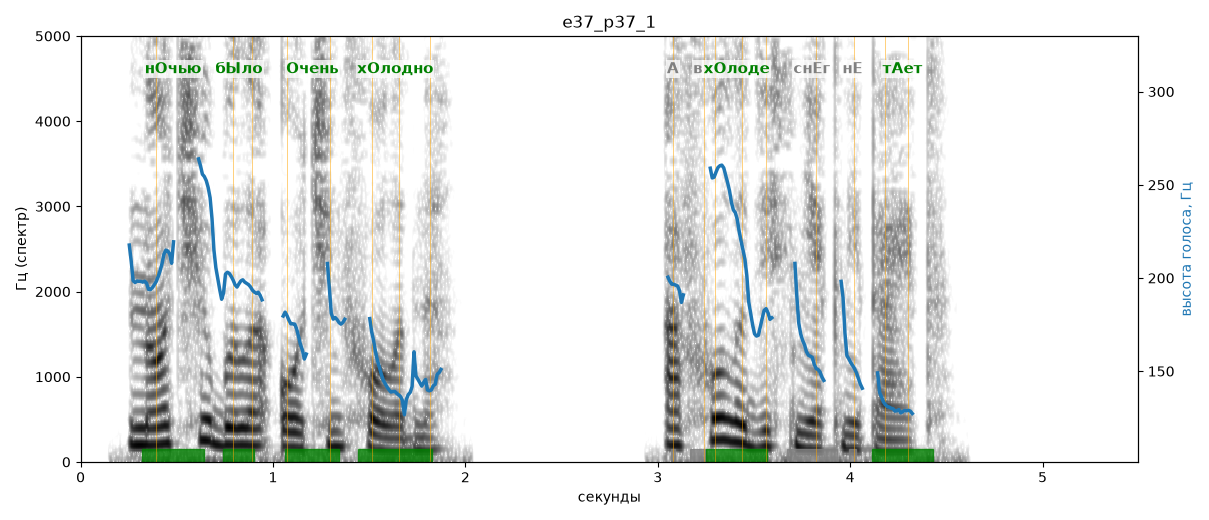 e37_p37_1
5000
4000
3000
2000
1000
0
Гц (спектр)
нОчью бЫло Очень хОлодно А вхОлоде снЕг нЕ тАет
300
250
200
150
высота голоса, Гц
0 1 2 3 4 5
секунды